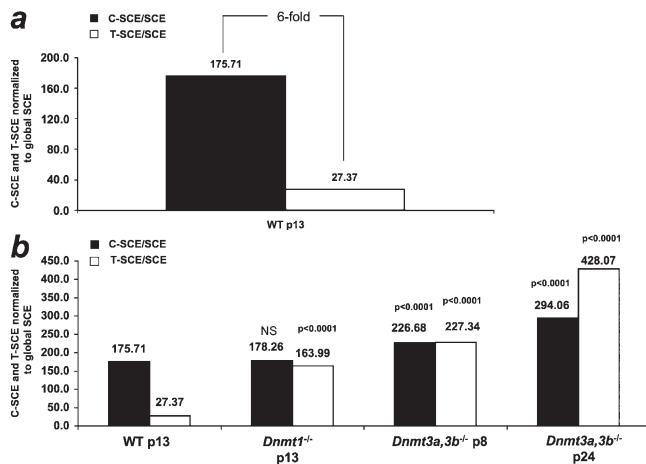 a
C-SCE/SCE
T-SCE/SCE
6-fold
C-SCE and T-SCE normalized
to global SCE
200.0
160.0
120.0
80.0
40.0
0.0
175.71
27.37
WT p13
b
C-SCE/SCE
T-SCE/SCE
C-SCE and T-SCE normalized
to global SCE
450.0
400.0
350.0
300.0
250.0
200.0
150.0
100.0
50.0
0.0
175.71
27.37
NS
178.26
p<0.0001
163.99
p<0.0001
226.68
p<0.0001
227.34
p<0.0001
294.06
p<0.0001
428.07
WT p13
Dnmt1-/-
p13
Dnmt3a,3b-/- p8
Dnmt3a,3b-/-
p24